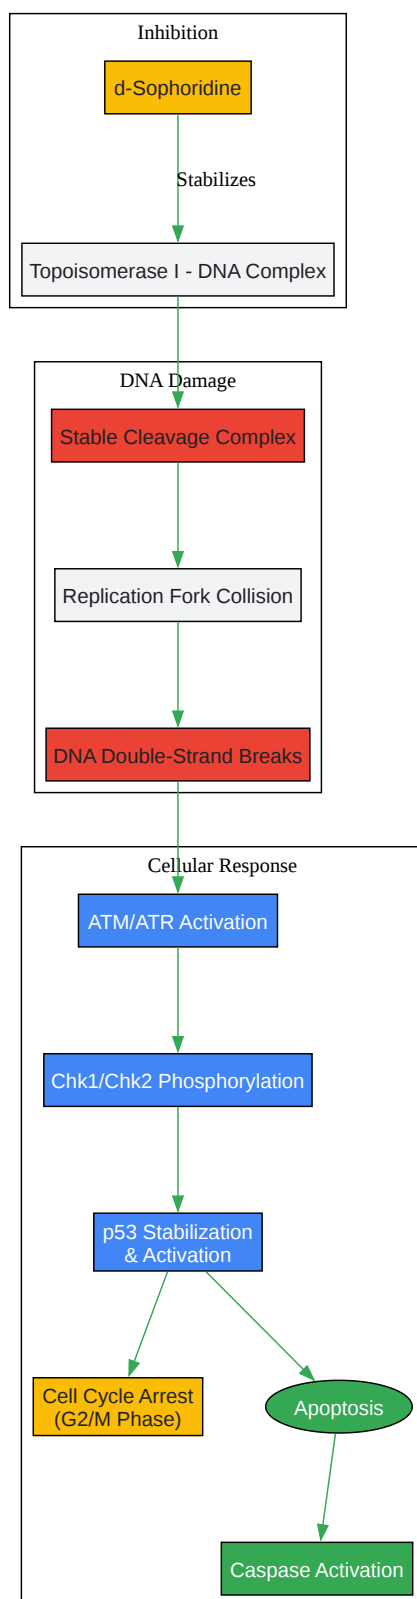 Inhibition
d-Sophoridine
Stabilizes
Topoisomerase I - DNA Complex
DNA Damage
Stable Cleavage Complex
Replication Fork Collision
DNA Double-Strand Breaks
Cellular Response
ATM/ATR Activation
Chk1/Chk2 Phosphorylation
p53 Stabilization
& Activation
Cell Cycle Arrest
(G2/M Phase)
Apoptosis
Caspase Activation